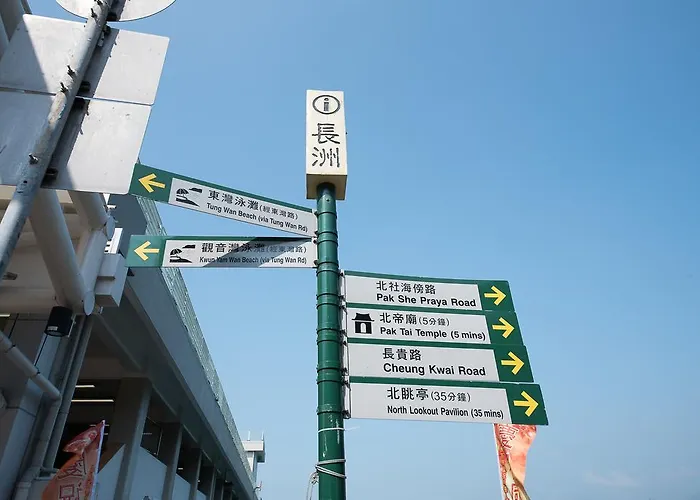 i
長
洲
東灣泳灘(經東灣路)
Tung Wan Beach (via Tung Wan Rd)
觀音灣泳灘(經東灣路)
Kwun Yam Wan Beach (via Tung Wan Rd)
北社海傍路
Pak She Praya Road
北帝廟(5分鐘)
Pak Tai Temple (5 mins)
長貴路
Cheung Kwai Road
北眺亭(35分鐘)
North Lookout Pavilion (35 mins)